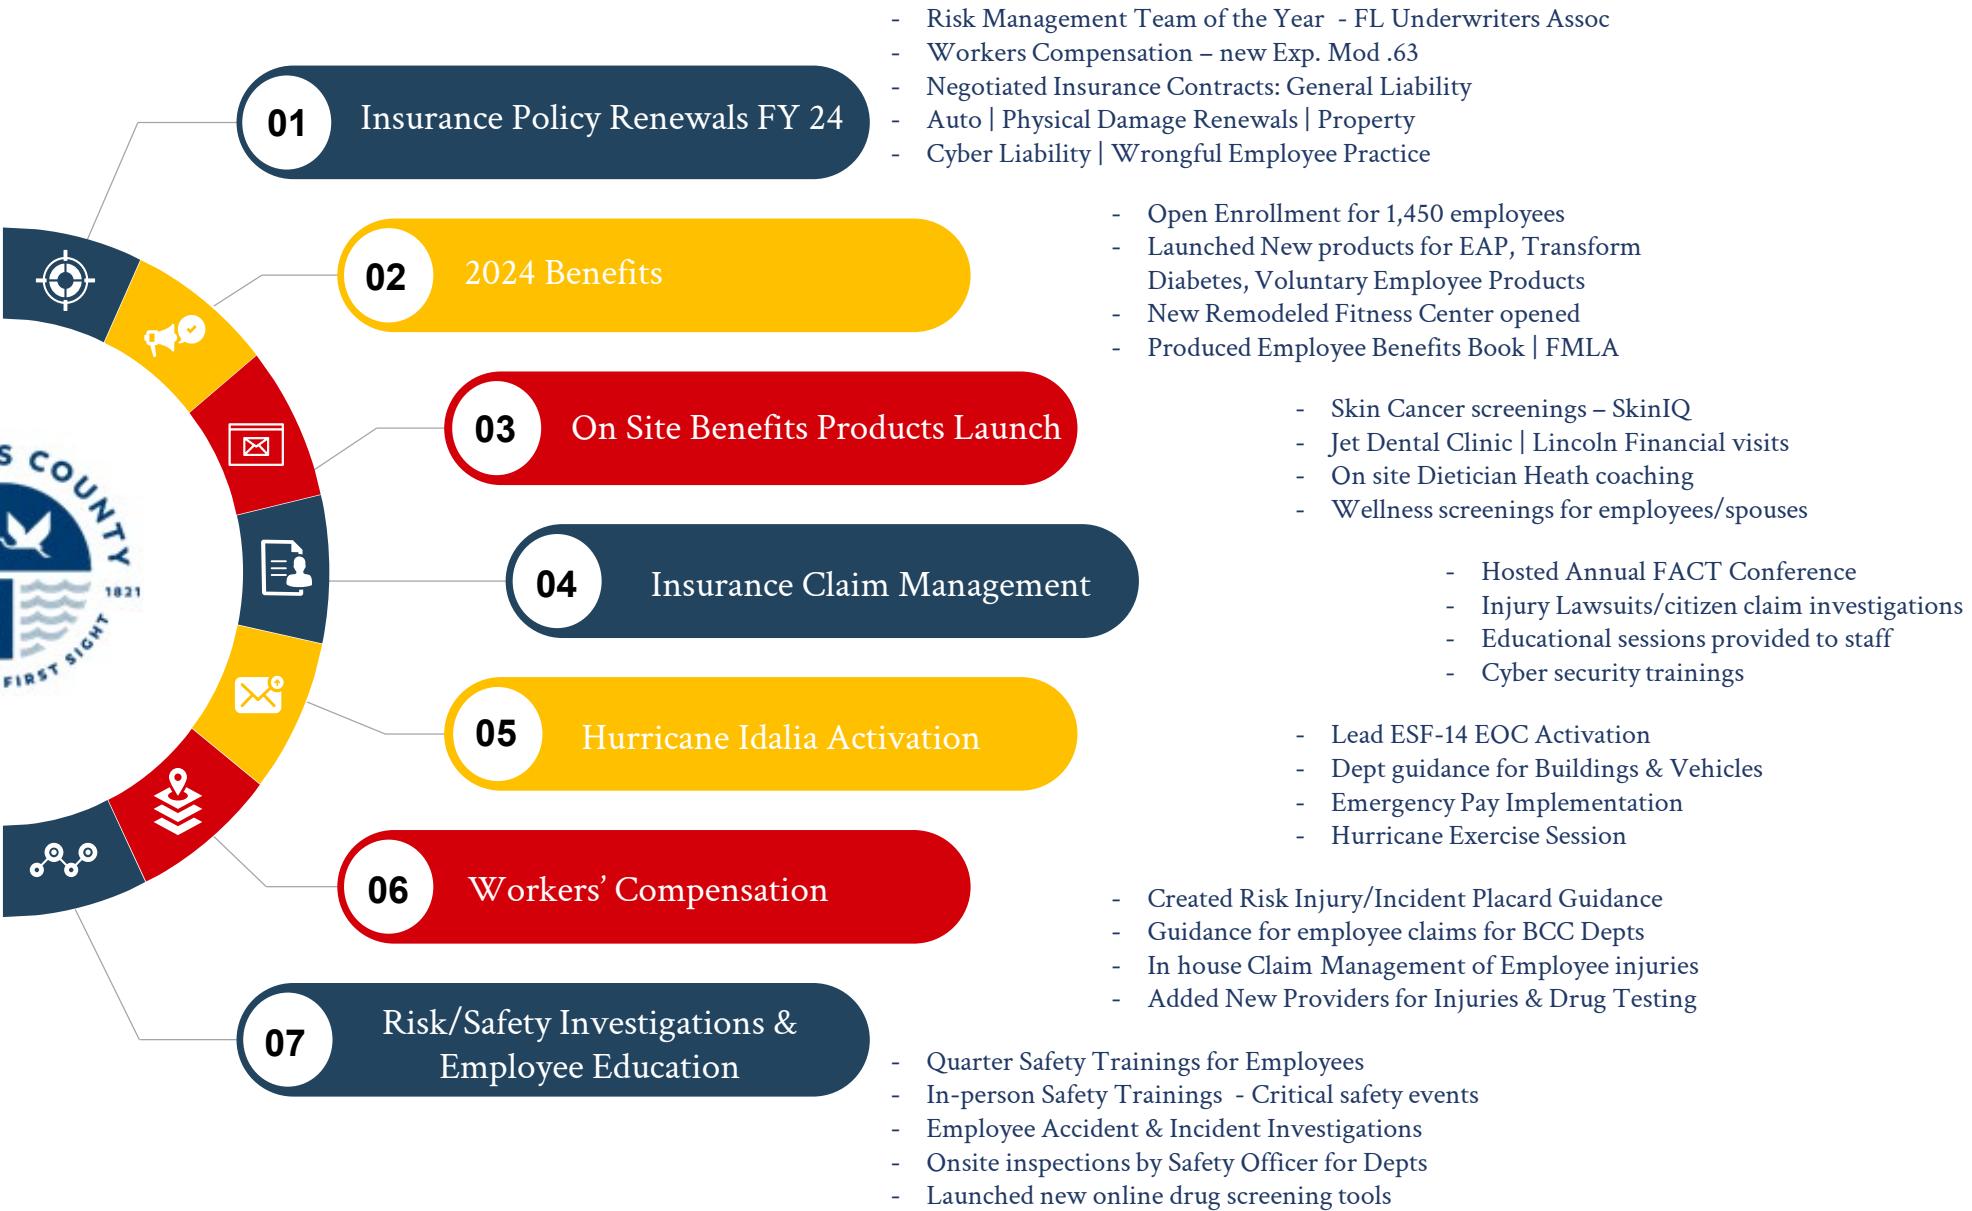 - Risk Management Team of the Year - FL Underwriters Assoc
- Workers Compensation – new Exp. Mod .63
- Negotiated Insurance Contracts: General Liability
- Auto | Physical Damage Renewals | Property
- Cyber Liability | Wrongful Employee Practice
01 Insurance Policy Renewals FY 24
- Open Enrollment for 1,450 employees
- Launched New products for EAP, Transform
Diabetes, Voluntary Employee Products
- New Remodeled Fitness Center opened
- Produced Employee Benefits Book | FMLA
02 2024 Benefits
- Skin Cancer screenings – SkinIQ
- Jet Dental Clinic | Lincoln Financial visits
- On site Dietician Heath coaching
- Wellness screenings for employees/spouses
03 On Site Benefits Products Launch
S COUNTY
1821
FIRST SIGHT
- Hosted Annual FACT Conference
- Injury Lawsuits/citizen claim investigations
- Educational sessions provided to staff
- Cyber security trainings
04 Insurance Claim Management
- Lead ESF-14 EOC Activation
- Dept guidance for Buildings & Vehicles
- Emergency Pay Implementation
- Hurricane Exercise Session
05 Hurricane Idalia Activation
- Created Risk Injury/Incident Placard Guidance
- Guidance for employee claims for BCC Depts
- In house Claim Management of Employee injuries
- Added New Providers for Injuries & Drug Testing
06 Workers’ Compensation
07 Risk/Safety Investigations &
Employee Education
- Quarter Safety Trainings for Employees
- In-person Safety Trainings - Critical safety events
- Employee Accident & Incident Investigations
- Onsite inspections by Safety Officer for Depts
- Launched new online drug screening tools